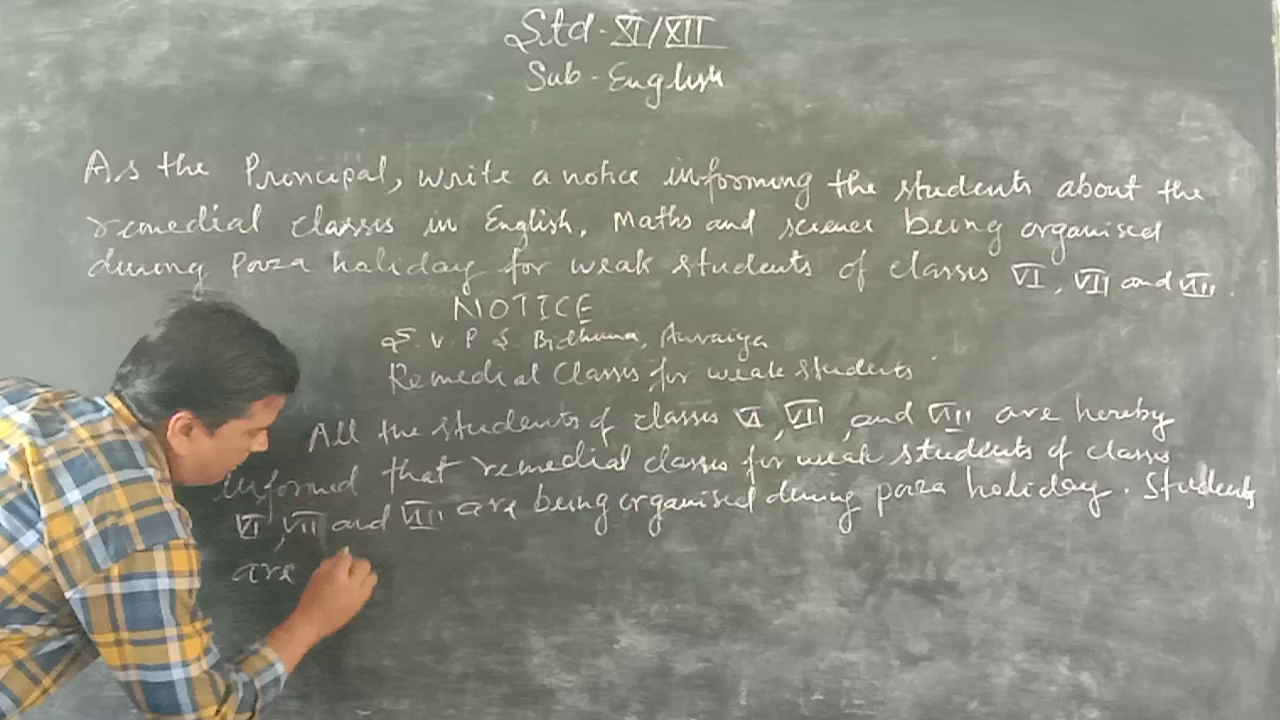 Std-XI/XII
Sub-English
As the Principal, write a notice informing the students about the
remedial classes in English, Maths and science being organised
during Poza holiday for weak students of classes VI, VII and VIII.
NOTICE
S. V. P S Bidhuna, Auraiya
Remedial Classes for weak students
All the students of classes VI, VII, and VIII are hereby
informed that remedial classes for weak students of classes
VI, VII and VIII are being organised during poza holiday. Students
are